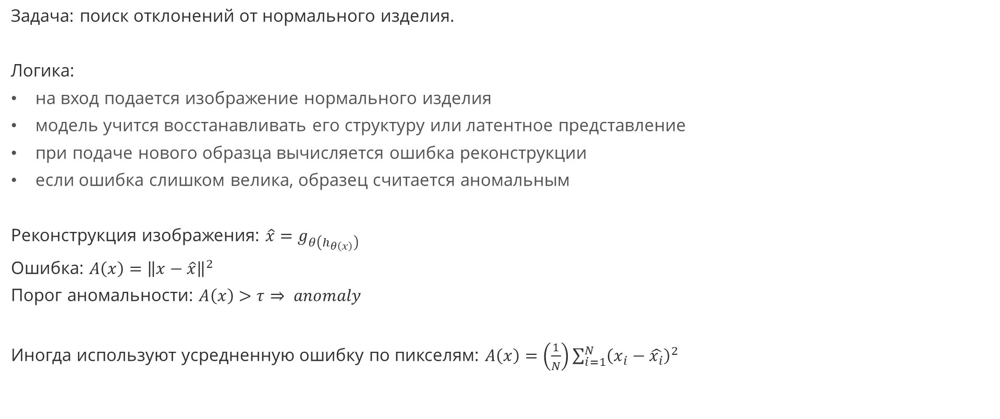 Задача: поиск отклонений от нормального изделия.
Логика:
• на вход подается изображение нормального изделия
• модель учится восстанавливать его структуру или латентное представление
• при подаче нового образца вычисляется ошибка реконструкции
• если ошибка слишком велика, образец считается аномальным
Реконструкция изображения: $\hat{x} = g_{\theta(h_{\theta(x)})}$
Ошибка: $A(x) = \|x - \hat{x}\|^2$
Порог аномальности: $A(x) > \tau \Rightarrow anomaly$
Иногда используют усредненную ошибку по пикселям: $A(x) = \left(\frac{1}{N}\right) \sum_{i=1}^{N} (x_i - \hat{x_i})^2$